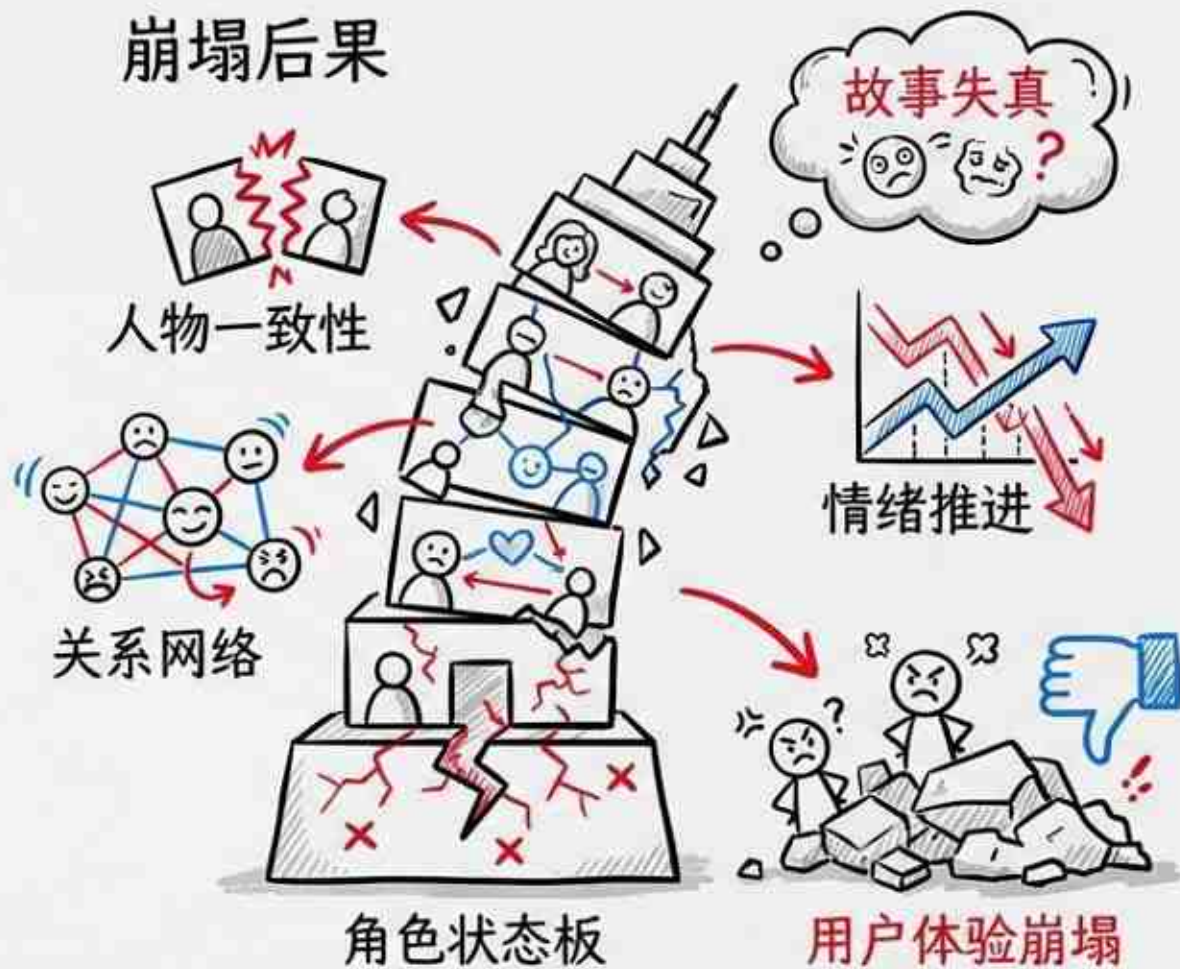 崩塌后果
故事失真
?
人物一致性
情绪推进
关系网络
?
角色状态板
用户体验崩塌